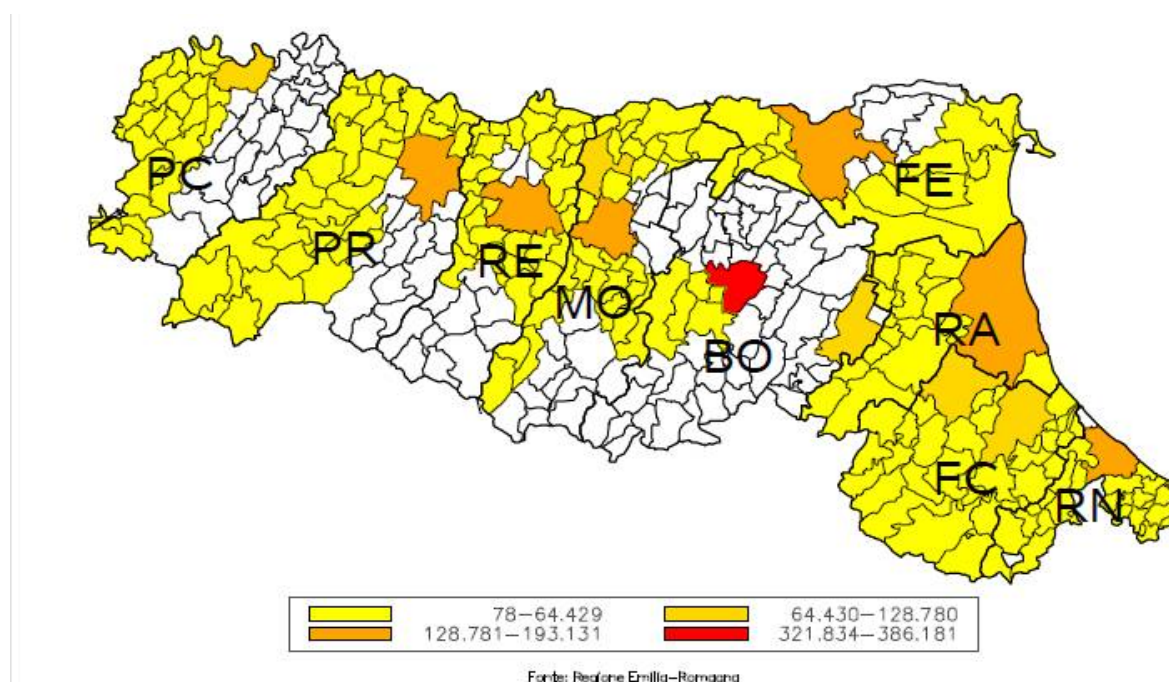 PC
FE
PR
RE
MO
RA
BO
FC
RN
78-64.429 64.430-128.780
128.781-193.131 321.834-386.181
Fonte: Regione Emilia-Romagna